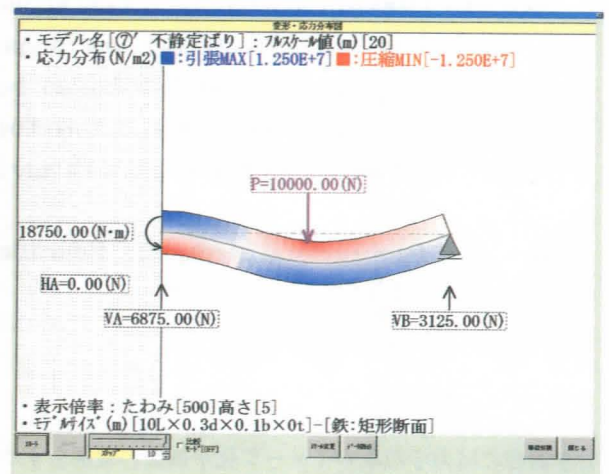 変形・応力分布図
・モデル名[⑦′ 不静定ばり]：ﾌﾙｽｹｰﾙ値(m)[20]
・応力分布(N/m2)■:引張MAX[1.250E+7]■:圧縮MIN[-1.250E+7]
P=10000.00(N)
18750.00(N·m)
HA=0.00(N)
VA=6875.00(N)
VB=3125.00(N)
・表示倍率：たわみ[500]高さ[5]
・ﾓﾃﾞﾙｻｲｽﾞ(m)[10L×0.3d×0.1b×0t]-[鉄:矩形断面]
閉じる